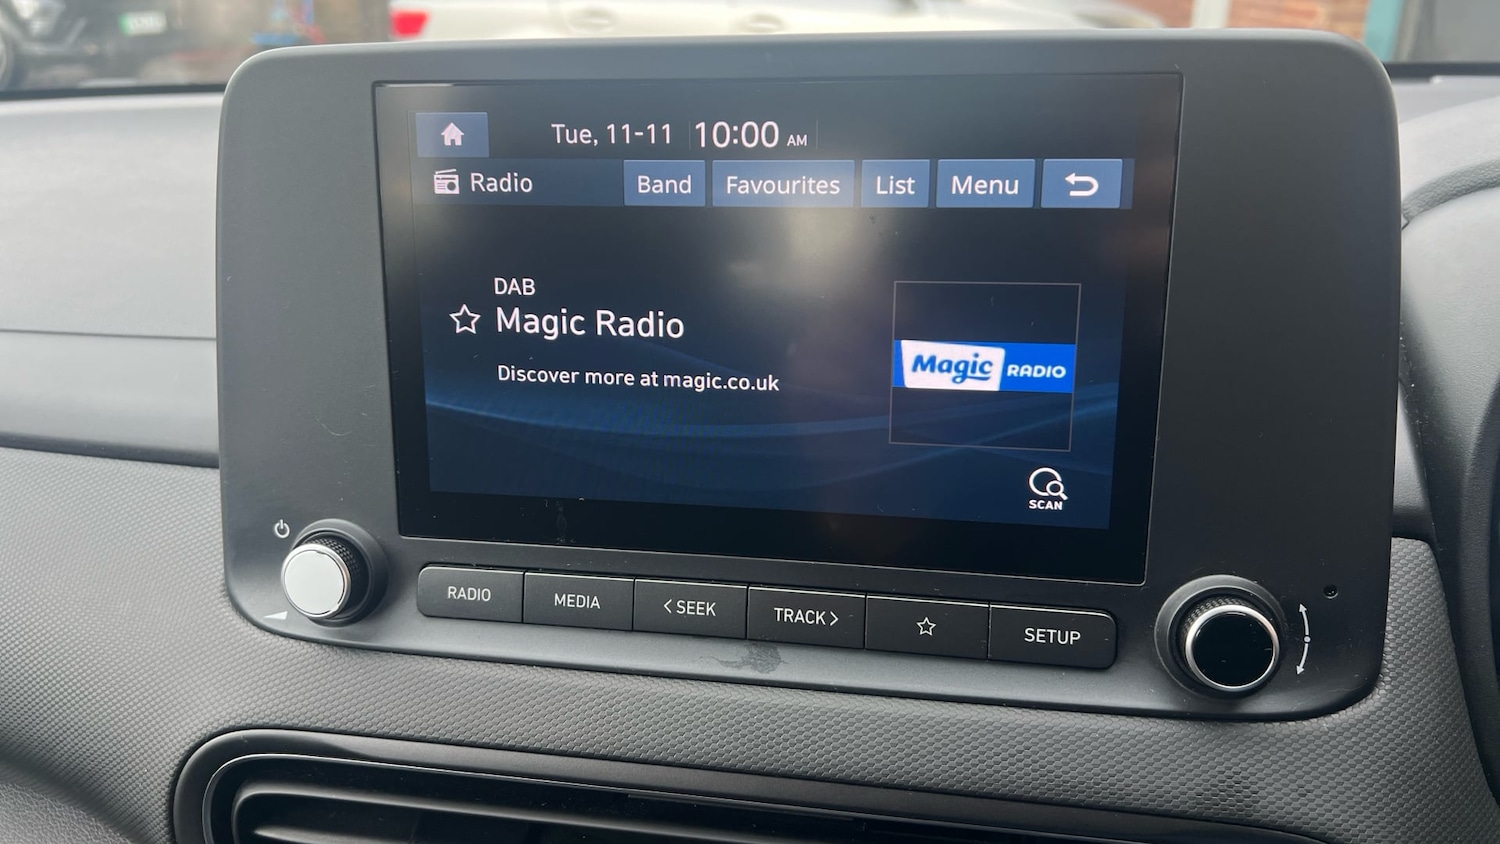 Tue, 11-11 10:00 AM
Radio Band Favourites List Menu
DAB
Magic Radio
Discover more at magic.co.uk
Magic RADIO
SCAN
RADIO MEDIA SEEK TRACK SETUP